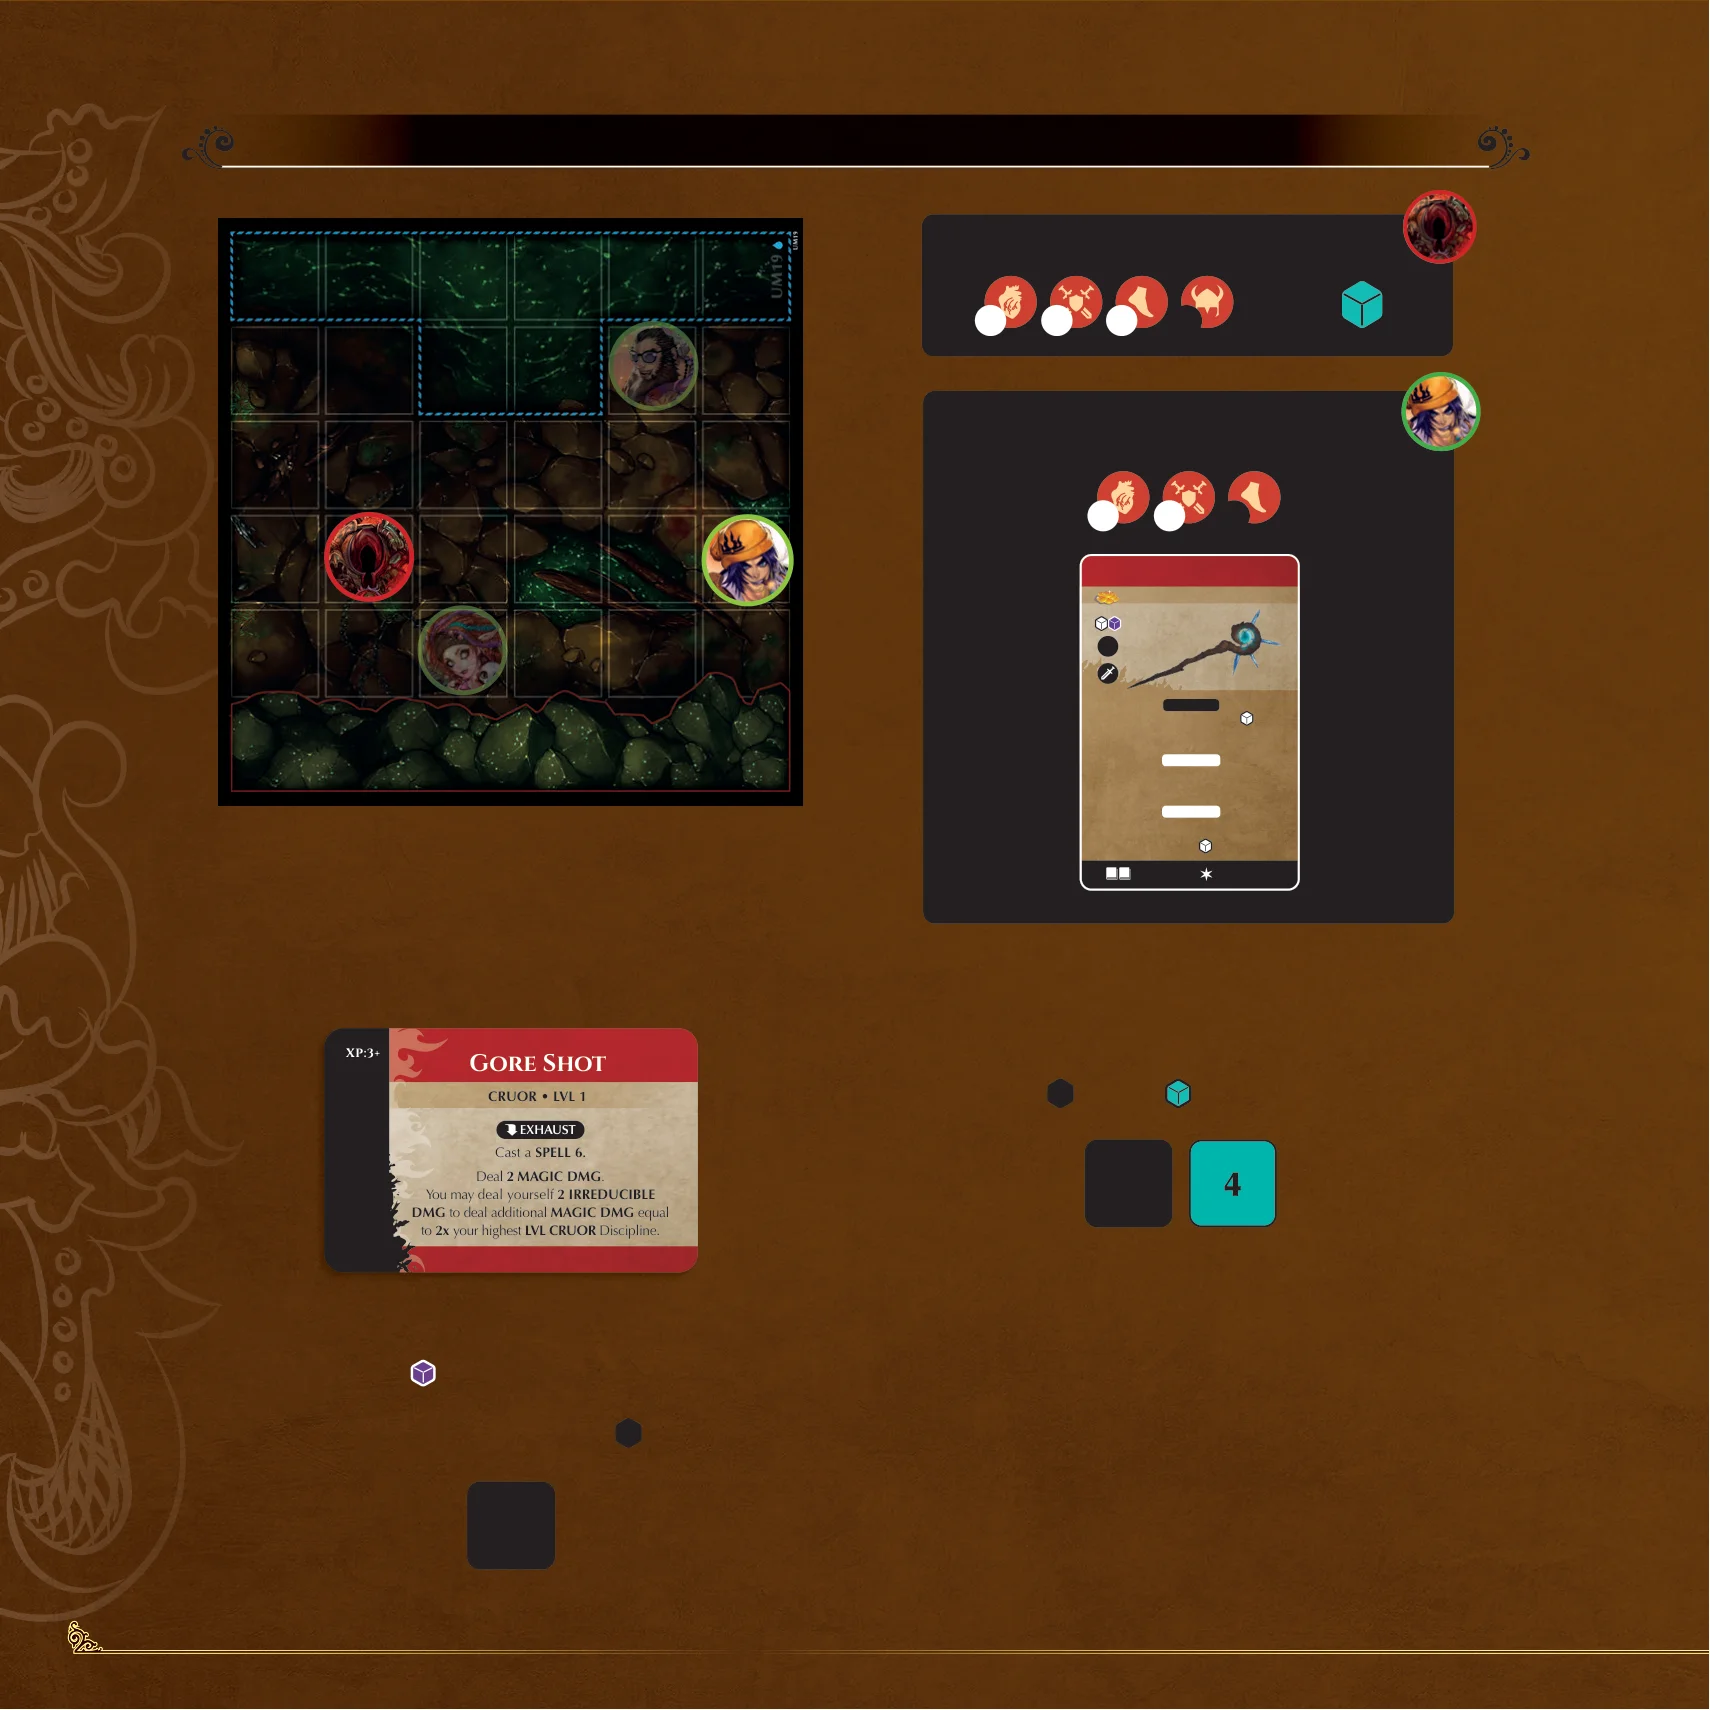 UM19
UM19
XP:3+
GORE SHOT
CRUOR • LVL 1
EXHAUST
Cast a SPELL 6.
Deal 2 MAGIC DMG.
You may deal yourself 2 IRREDUCIBLE
DMG to deal additional MAGIC DMG equal
to 2x your highest LVL CRUOR Discipline.
4